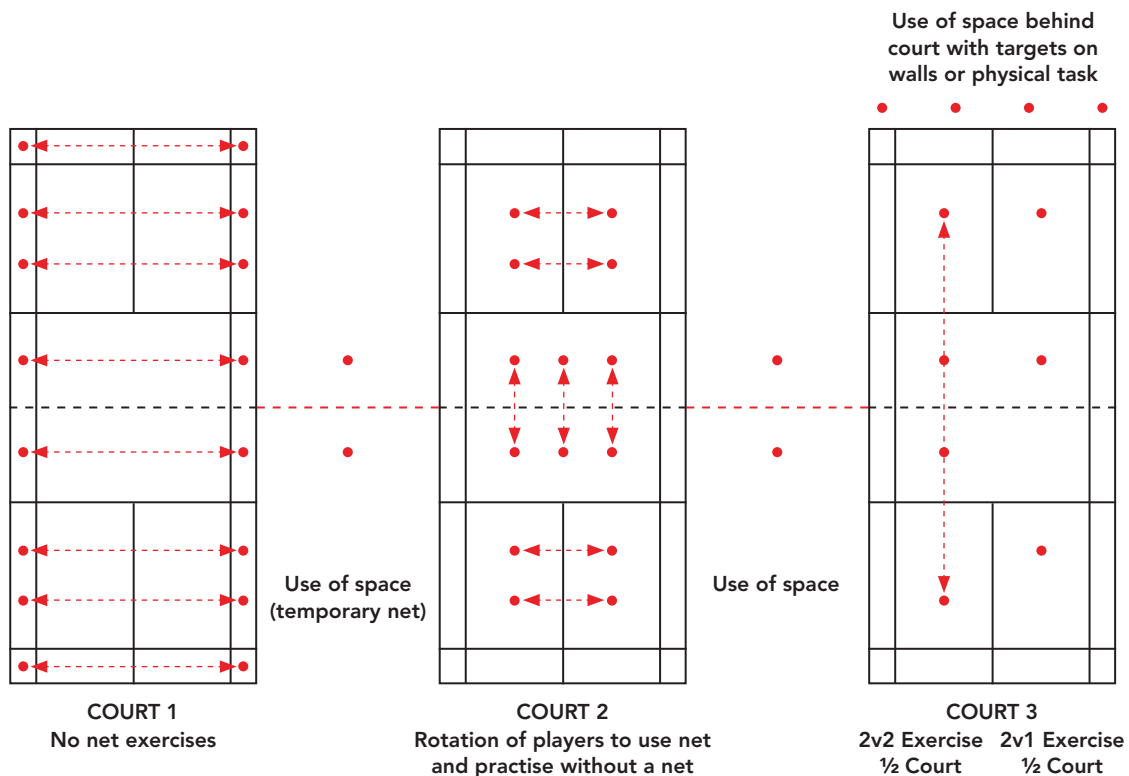 Use of space behind
court with targets on
walls or physical task
Use of space
(temporary net)
Use of space
COURT 1
No net exercises
COURT 2
Rotation of players to use net
and practise without a net
COURT 3
2v2 Exercise
½ Court
2v1 Exercise
½ Court